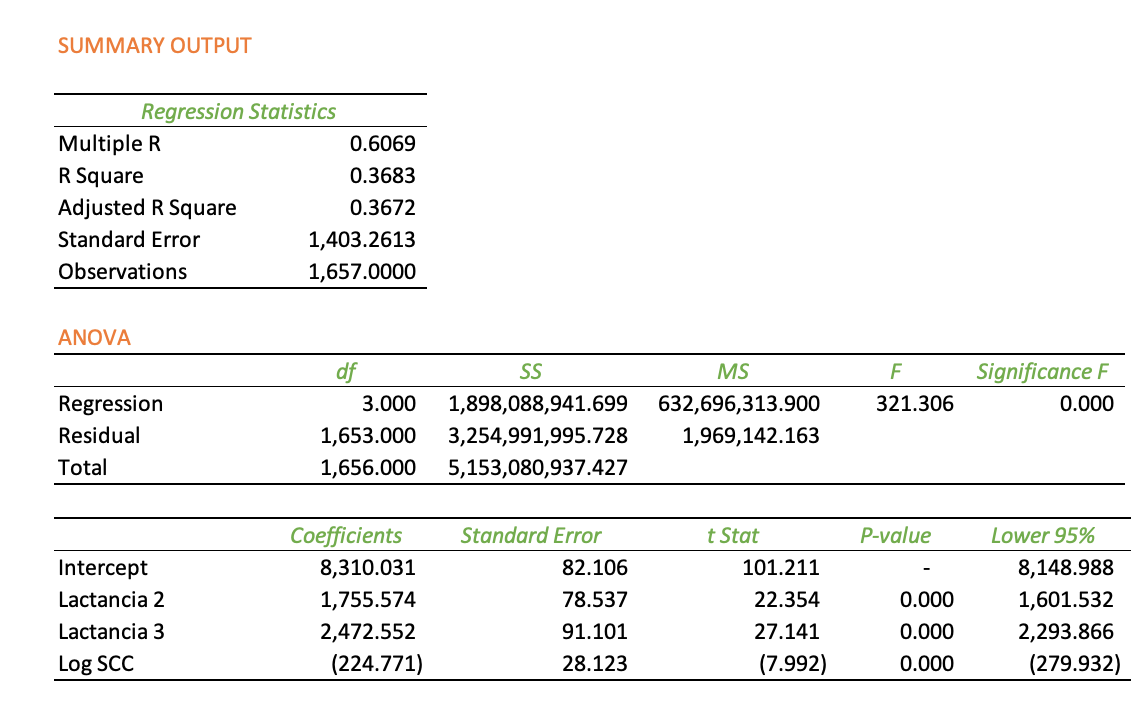 SUMMARY OUTPUT
Regression Statistics
Multiple R 0.6069
R Square 0.3683
Adjusted R Square 0.3672
Standard Error 1,403.2613
Observations 1,657.0000
ANOVA
df SS MS F Significance F
Regression 3.000 1,898,088,941.699 632,696,313.900 321.306 0.000
Residual 1,653.000 3,254,991,995.728 1,969,142.163
Total 1,656.000 5,153,080,937.427
Coefficients Standard Error t Stat P-value Lower 95%
Intercept 8,310.031 82.106 101.211 - 8,148.988
Lactancia 2 1,755.574 78.537 22.354 0.000 1,601.532
Lactancia 3 2,472.552 91.101 27.141 0.000 2,293.866
Log SCC (224.771) 28.123 (7.992) 0.000 (279.932)